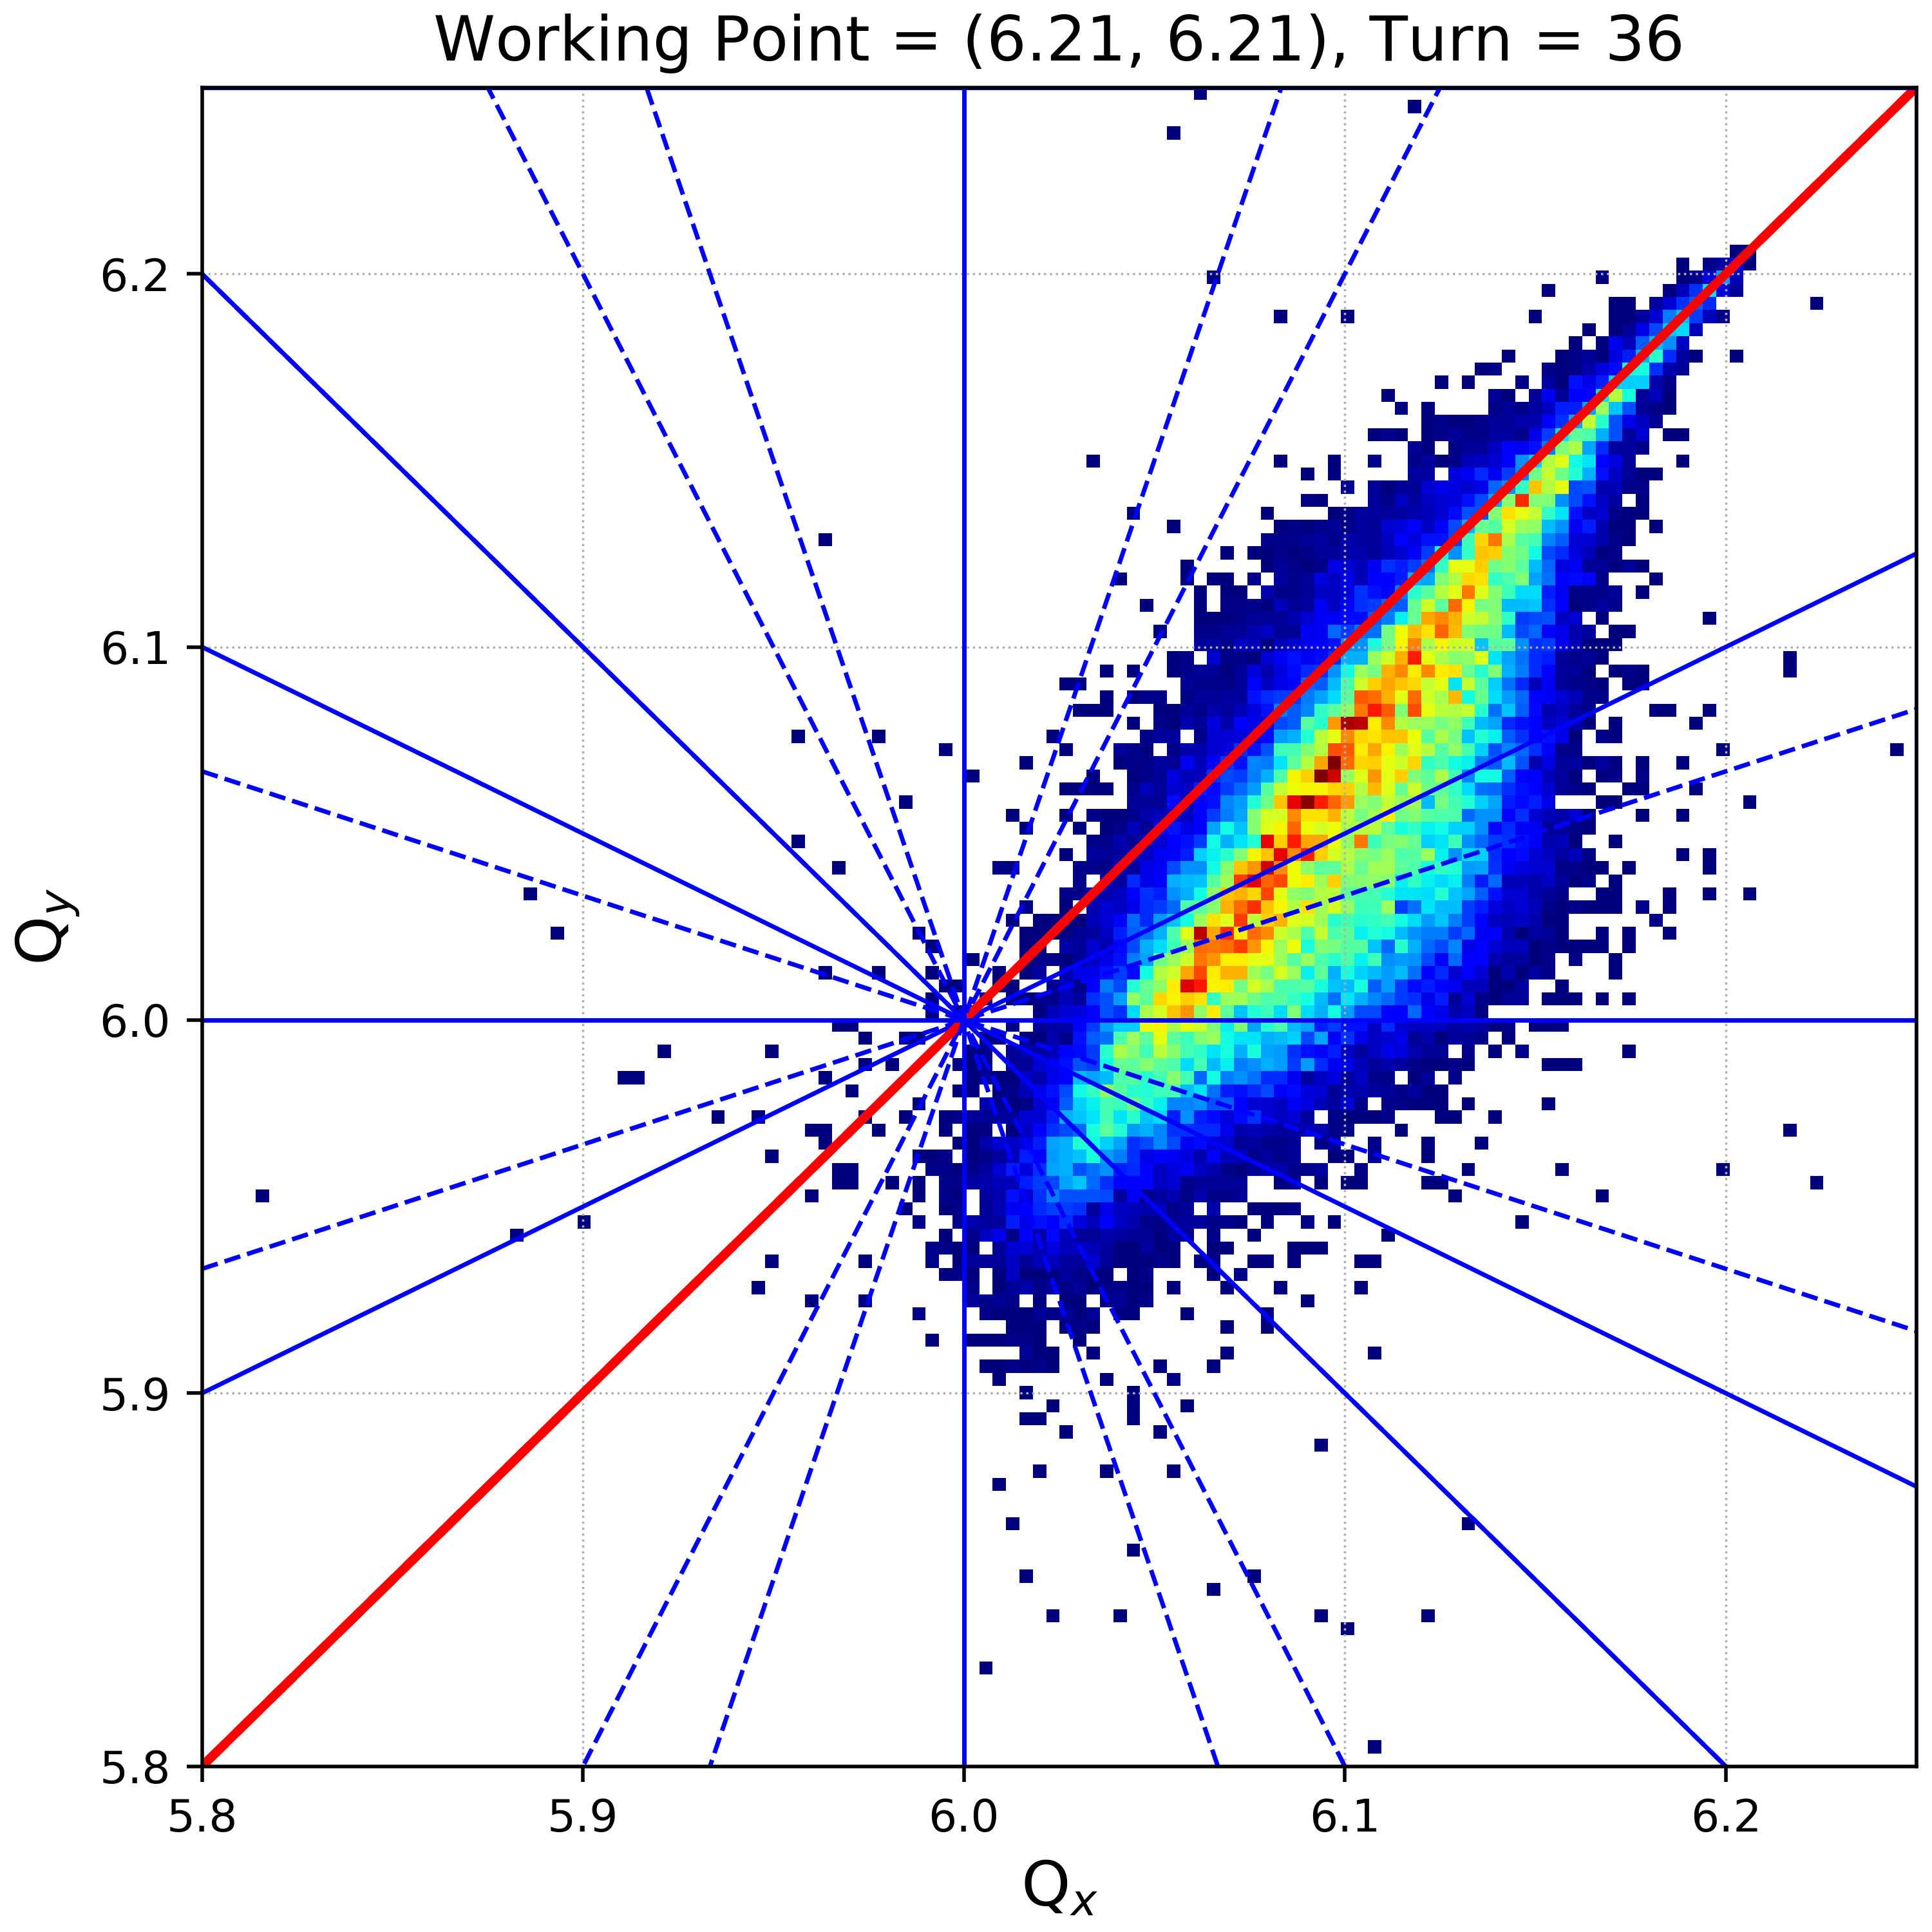 Working Point = (6.21, 6.21), Turn = 36
6.2
6.1
6.0
5.9
5.8
Qy
5.8 5.9 6.0 6.1 6.2
Qx